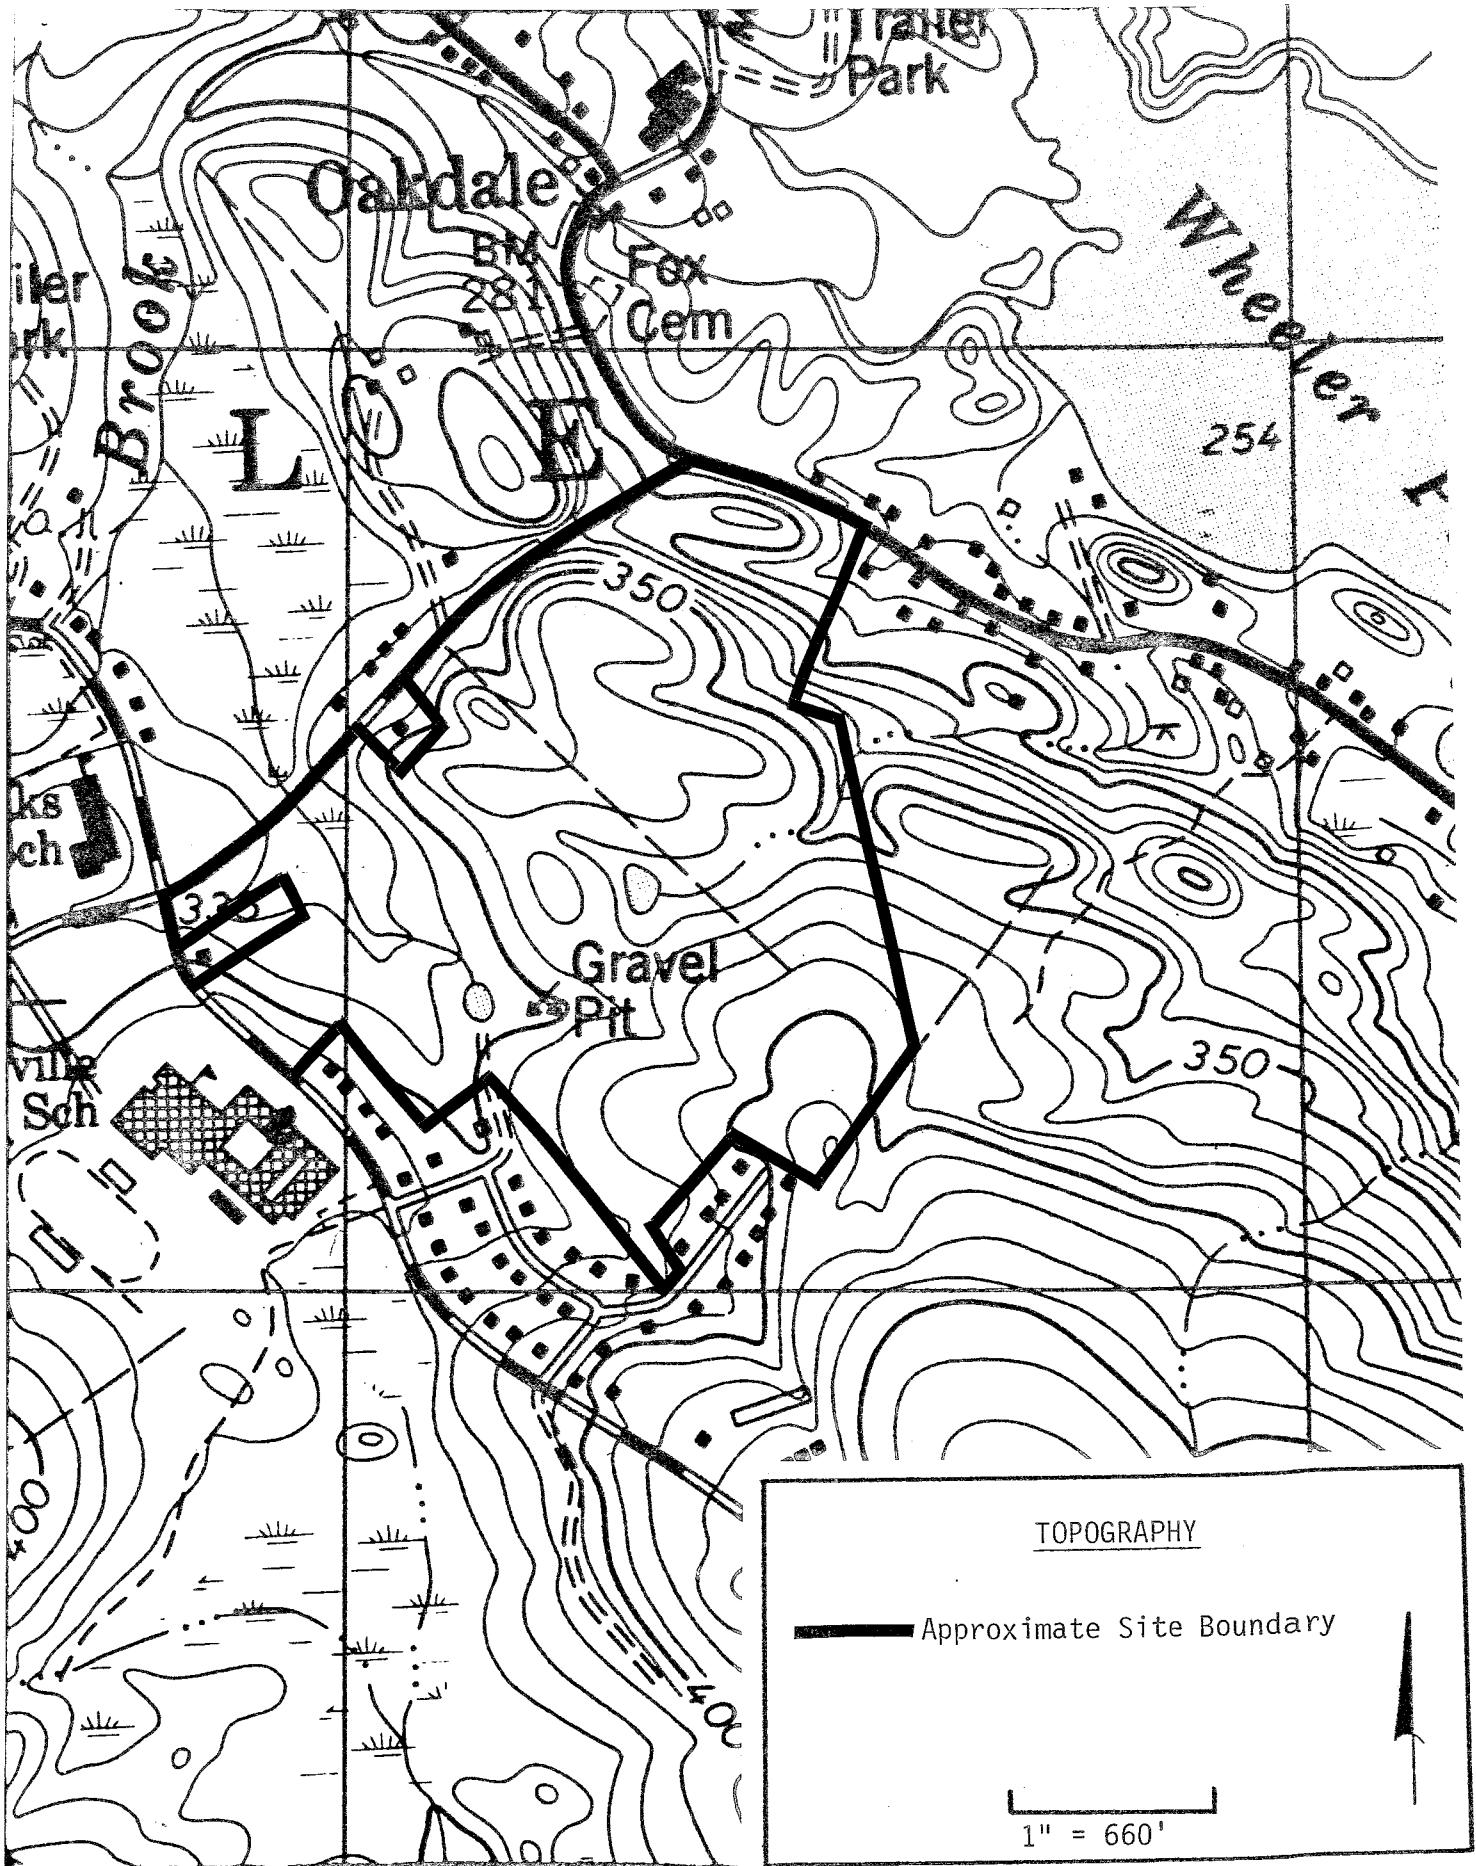 Trailer
Park
Oakdale
BM
281
Fox
Cem
Wheeler
Brook
L
E
254
350
Gravel
Pit
350
Sch
400
400
TOPOGRAPHY
Approximate Site Boundary
1" = 660'